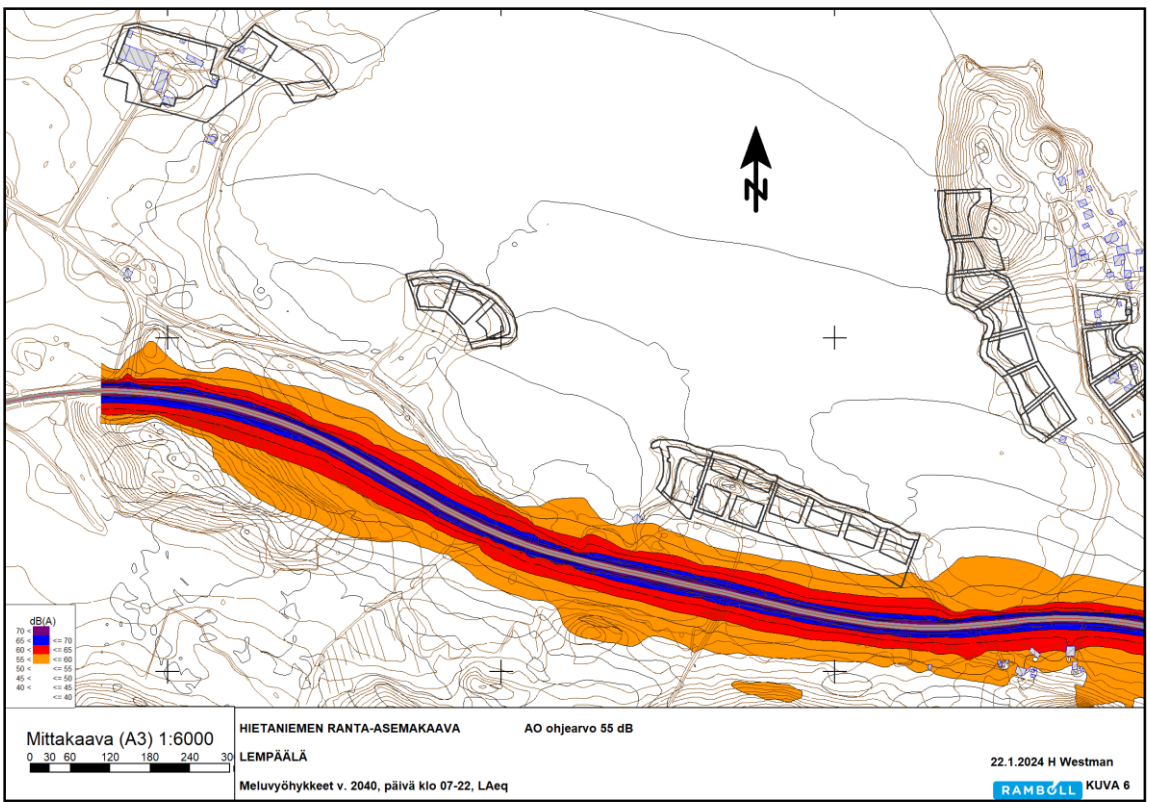 N
dB(A)
70 <
65 < <= 70
60 < <= 65
55 < <= 60
50 < <= 55
45 < <= 50
40 < <= 45
<= 40
Mittakaava (A3) 1:6000
0 30 60 120 180 240 30
HIETANIEMEN RANTA-ASEMAKAAVA AO ohjearvo 55 dB
LEMPÄÄLÄ
Meluvyöhykkeet v. 2040, päivä klo 07-22, LAeq
22.1.2024 H Westman
RAMBOLL KUVA 6